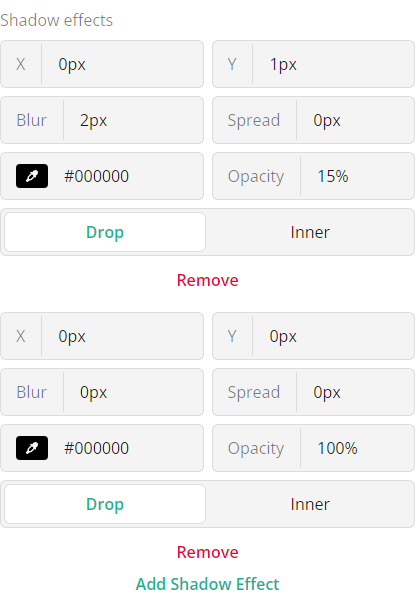 Shadow effects
X 0px Y 1px
Blur 2px Spread 0px
#000000 Opacity 15%
Drop Inner
Remove
X 0px Y 0px
Blur 0px Spread 0px
#000000 Opacity 100%
Drop Inner
Remove
Add Shadow Effect